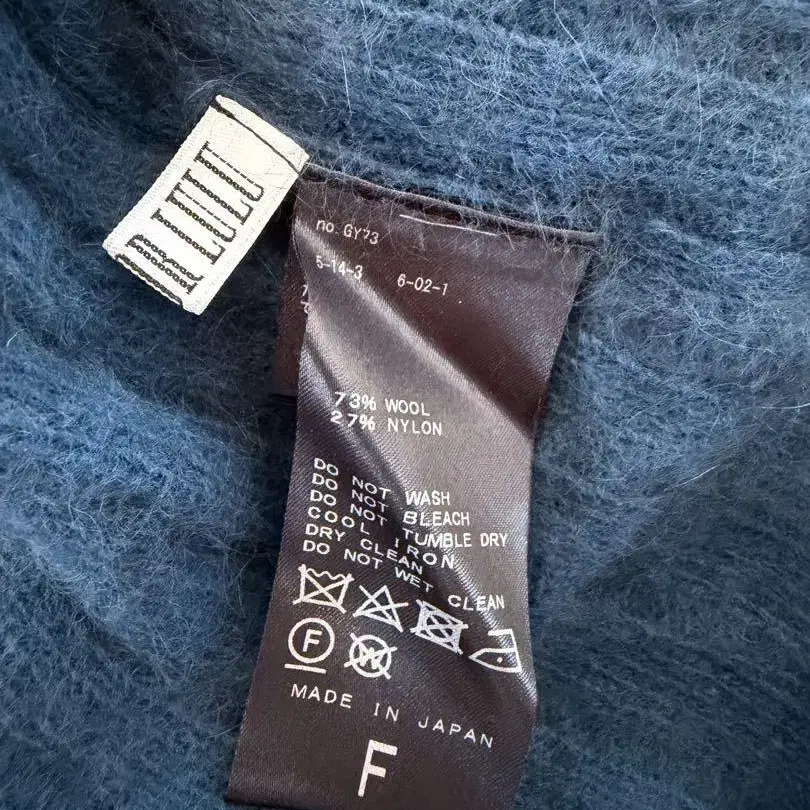 LULU
no.GY73
5-14-3 6-02-1
73% WOOL
27% NYLON
DO NOT WASH
DO NOT BLEACH
DO NOT TUMBLE DRY
COOL IRON
DRY CLEAN
DO NOT WET CLEAN
F
W
MADE IN JAPAN
F